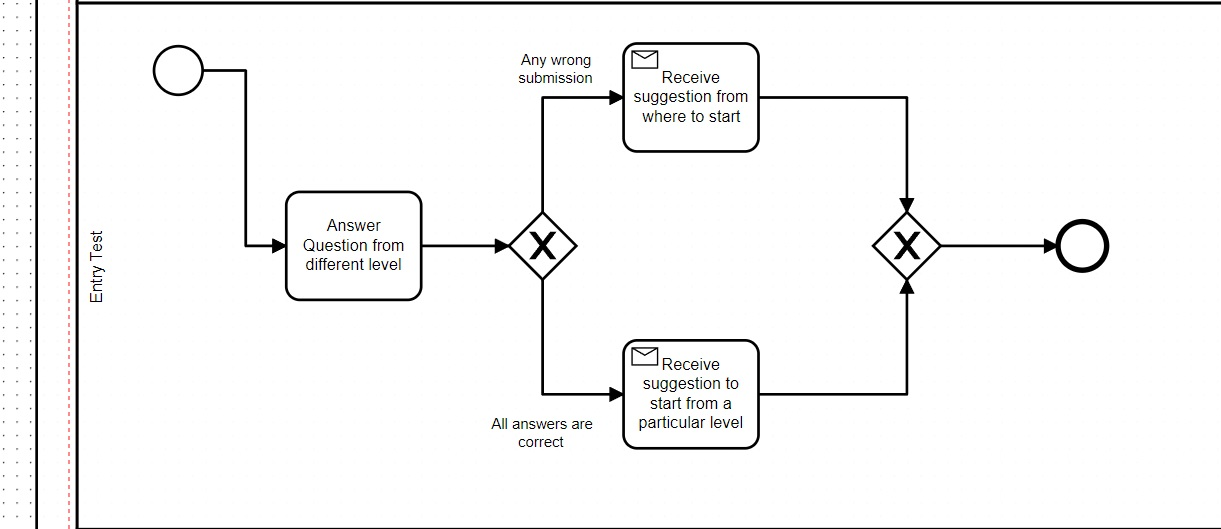 Entry Test
Answer
Question from
different level
Any wrong
submission
Receive
suggestion from
where to start
All answers are
correct
Receive
suggestion to
start from a
particular level